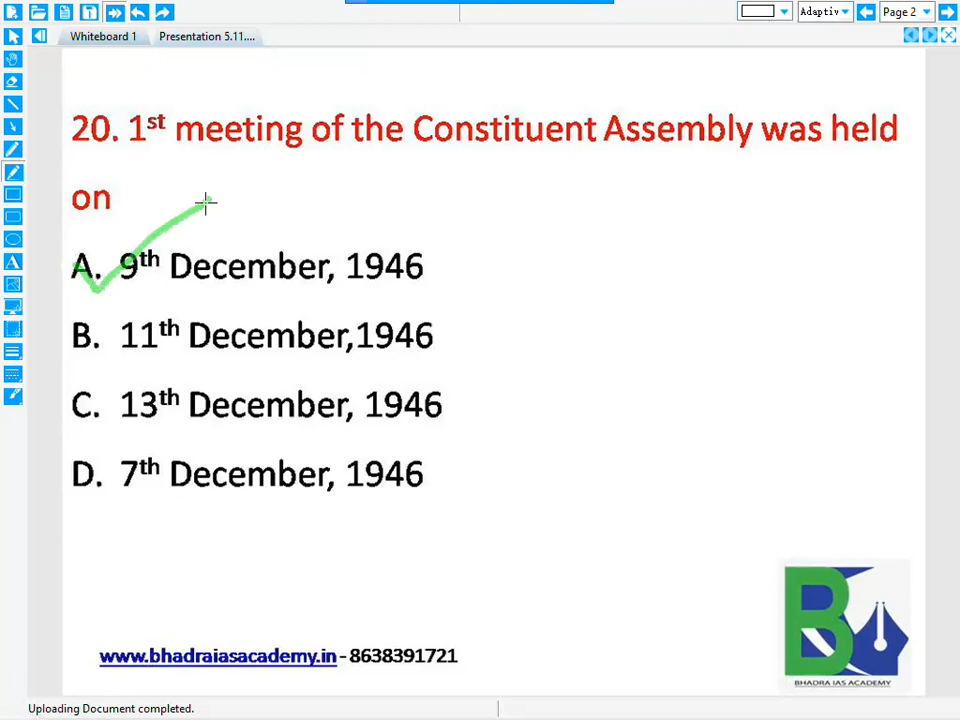 Adaptiv
Page 2
Whiteboard 1
Presentation 5.11....
20. 1st meeting of the Constituent Assembly was held
on
A. 9th December, 1946
B. 11th December,1946
C. 13th December, 1946
D. 7th December, 1946
B
BHADRA IAS ACADEMY
www.bhadraiasacademy.in - 8638391721
Uploading Document completed.